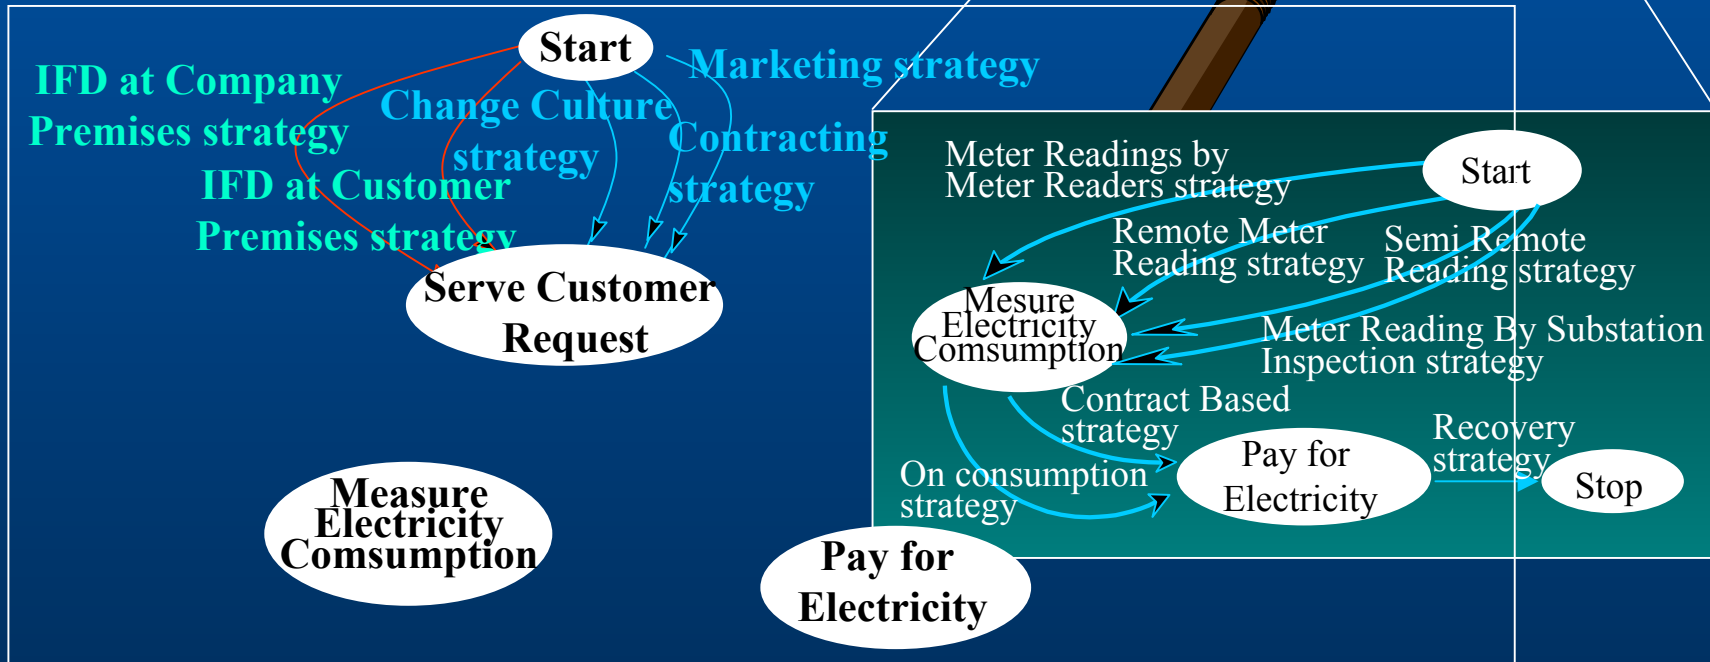 Start
IFD at Company
Premises strategy
Change Culture
strategy
Marketing strategy
Contracting
strategy
IFD at Customer
Premises strategy
Serve Customer
Request
Measure
Electricity
Comsumption
Pay for
Electricity
Start
Meter Readings by
Meter Readers strategy
Remote Meter
Reading strategy
Semi Remote
Reading strategy
Mesure
Electricity
Comsumption
Meter Reading By Substation
Inspection strategy
Contract Based
strategy
On consumption
strategy
Pay for
Electricity
Recovery
strategy
Stop